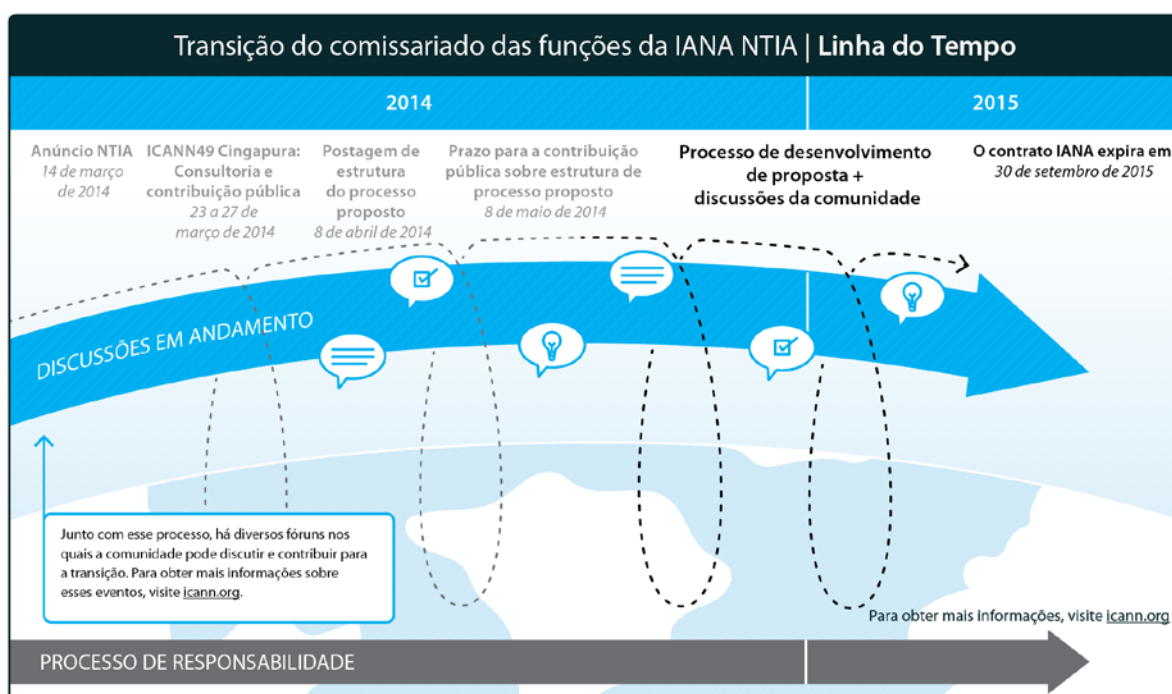 Transição do comissariado das funções da IANA NTIA | Linha do Tempo
2014
2015
Anúncio NTIA
14 de março
de 2014
ICANN49 Cingapura:
Consultoria e
contribuição pública
23 a 27 de
março de 2014
Postagem de
estrutura
do processo
proposto
8 de abril de 2014
Prazo para a contribuição
pública sobre estrutura de
processo proposto
8 de maio de 2014
Processo de desenvolvimento
de proposta +
discussões da comunidade
O contrato IANA expira em
30 de setembro de 2015
DISCUSSÕES EM ANDAMENTO
Junto com esse processo, há diversos fóruns nos
quais a comunidade pode discutir e contribuir para
a transição. Para obter mais informações sobre
esses eventos, visite icann.org.
Para obter mais informações, visite icann.org
PROCESSO DE RESPONSABILIDADE